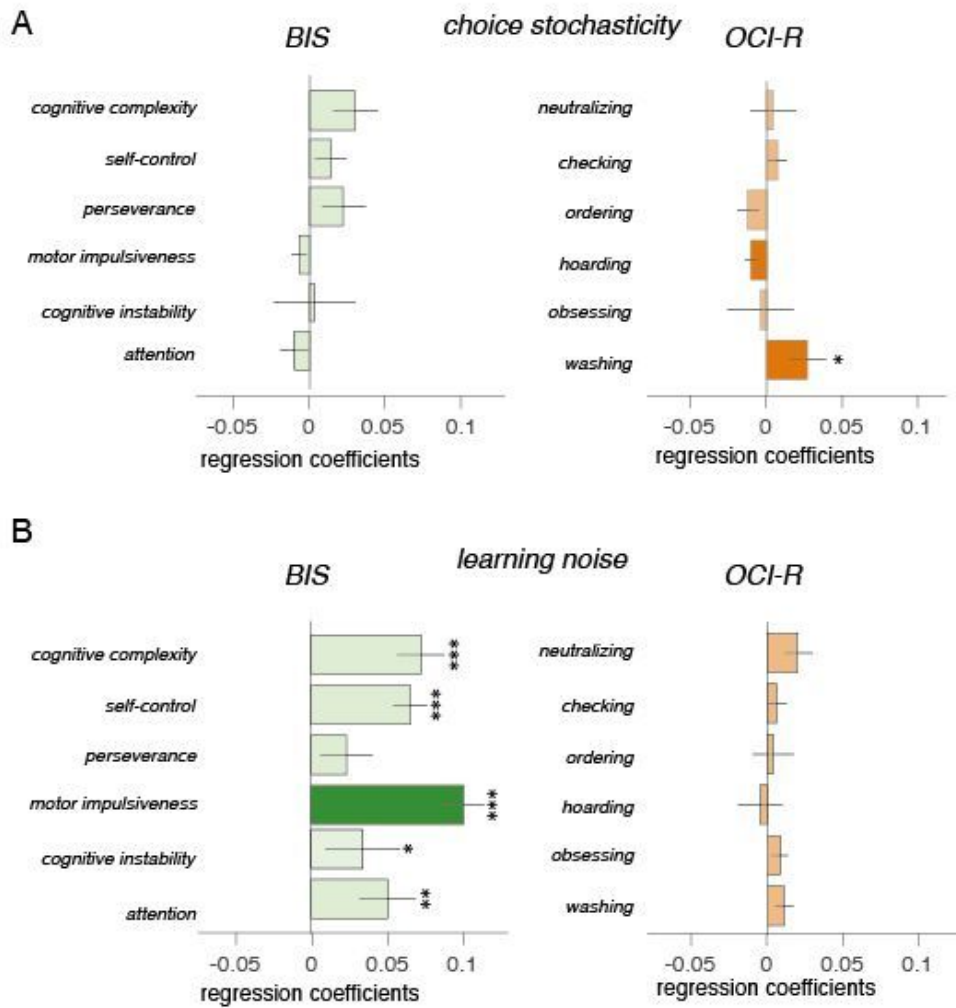 A
choice stochasticity
BIS
OCI-R
cognitive complexity
self-control
perseverance
motor impulsiveness
cognitive instability
attention
-0.05 0 0.05 0.1
regression coefficients
neutralizing
checking
ordering
hoarding
obsessing
washing
*
-0.05 0 0.05 0.1
regression coefficients
B
learning noise
BIS
OCI-R
cognitive complexity ***
self-control ***
perseverance
motor impulsiveness ***
cognitive instability *
attention **
-0.05 0 0.05 0.1
regression coefficients
neutralizing
checking
ordering
hoarding
obsessing
washing
-0.05 0 0.05 0.1
regression coefficients